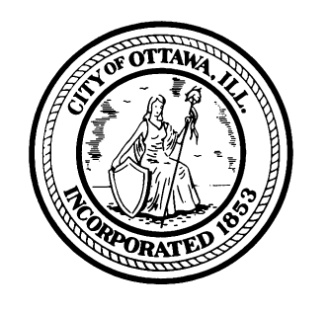 CITY OF OTTAWA, ILL.
INCORPORATED 1853